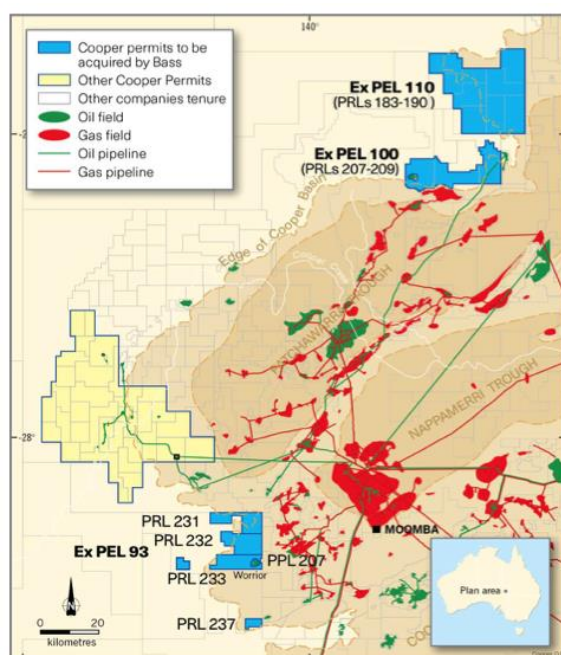 140°
Cooper permits to be
acquired by Bass
Other Cooper Permits
Other companies tenure
Oil field
Gas field
Oil pipeline
Gas pipeline
Ex PEL 110
(PRLs 183-190 )
Ex PEL 100
(PRLs 207-209)
Edge of Cooper Basin
PATCHAWARRA TROUGH
NAPPAMERRI TROUGH
-28°
PRL 231
PRL 232
Ex PEL 93
PPL 207
PRL 233
Worrior
PRL 237
MOOMBA
Plan area
0 20
kilometres